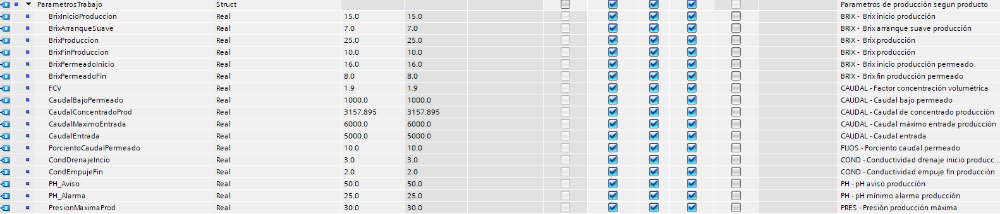 ParametrosTrabajo Struct Parametros de producción segun producto
BrixInicioProduccion Real 15.0 15.0 BRIX - Brix inicio producción
BrixArranqueSuave Real 7.0 7.0 BRIX - Brix arranque suave producción
BrixProduccion Real 25.0 25.0 BRIX - Brix producción
BrixFinProduccion Real 10.0 10.0 BRIX - Brix producción
BrixPermeadoInicio Real 16.0 16.0 BRIX - Brix inicio producción permeado
BrixPermeadoFin Real 8.0 8.0 BRIX - Brix fin producción permeado
FCV Real 1.9 1.9 CAUDAL - Factor concentración volumétrica
CaudalBajoPermeado Real 1000.0 1000.0 CAUDAL - Caudal bajo permeado
CaudalConcentradoProd Real 3157.895 3157.895 CAUDAL - Caudal de concentrado producción
CaudalMaximoEntrada Real 6000.0 6000.0 CAUDAL - Caudal máximo entrada producción
CaudalEntrada Real 5000.0 5000.0 CAUDAL - Caudal entrada
PorcientoCaudalPermeado Real 10.0 10.0 FIJOS - Porciento caudal permeado
CondDrenajeIncio Real 3.0 3.0 COND - Conductividad drenaje inicio producc...
CondEmpujeFin Real 2.0 2.0 COND - Conductividad empuje fin producción
PH_Aviso Real 50.0 50.0 PH - pH aviso producción
PH_Alarma Real 25.0 25.0 PH - pH mínimo alarma producción
PresionMaximaProd Real 30.0 30.0 PRES - Presión producción máxima